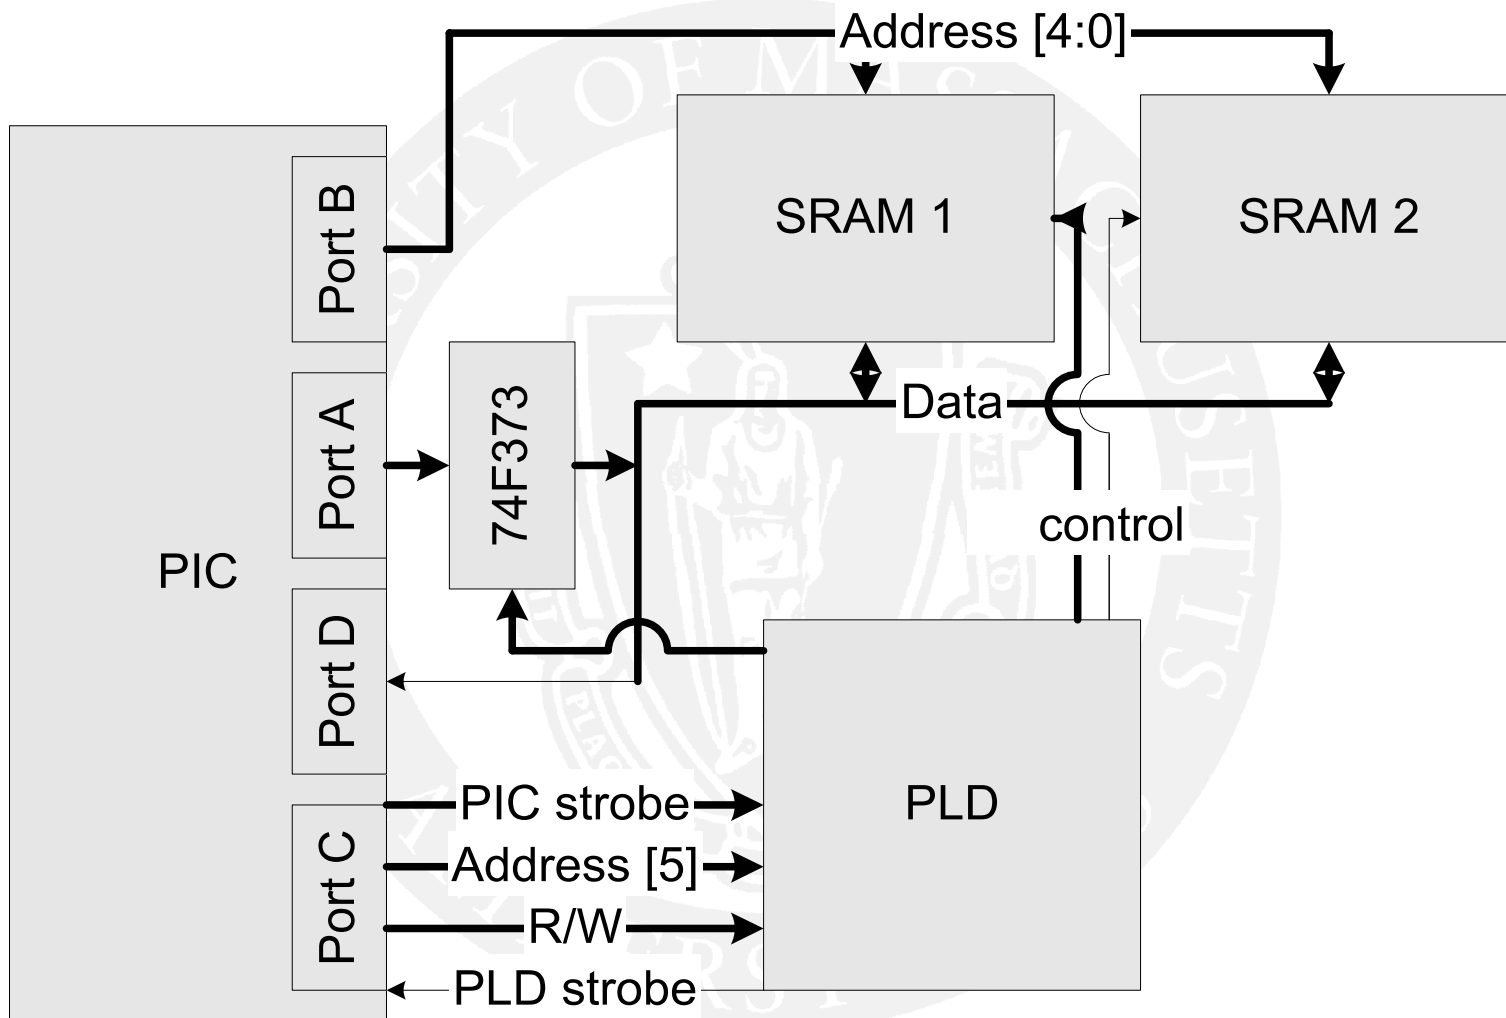 Address [4:0]
SRAM 1
SRAM 2
Port B
Port A
74F373
Data
control
PIC
Port D
Port C
PIC strobe
Address [5]
R/W
PLD strobe
PLD